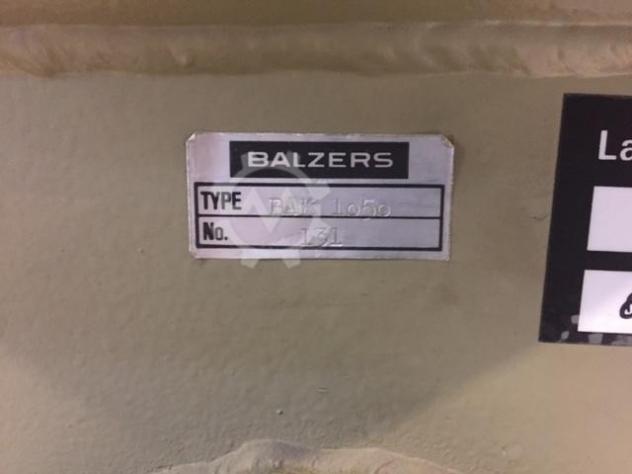 BALZERS
TYPE BAK 1050
No. 131
La